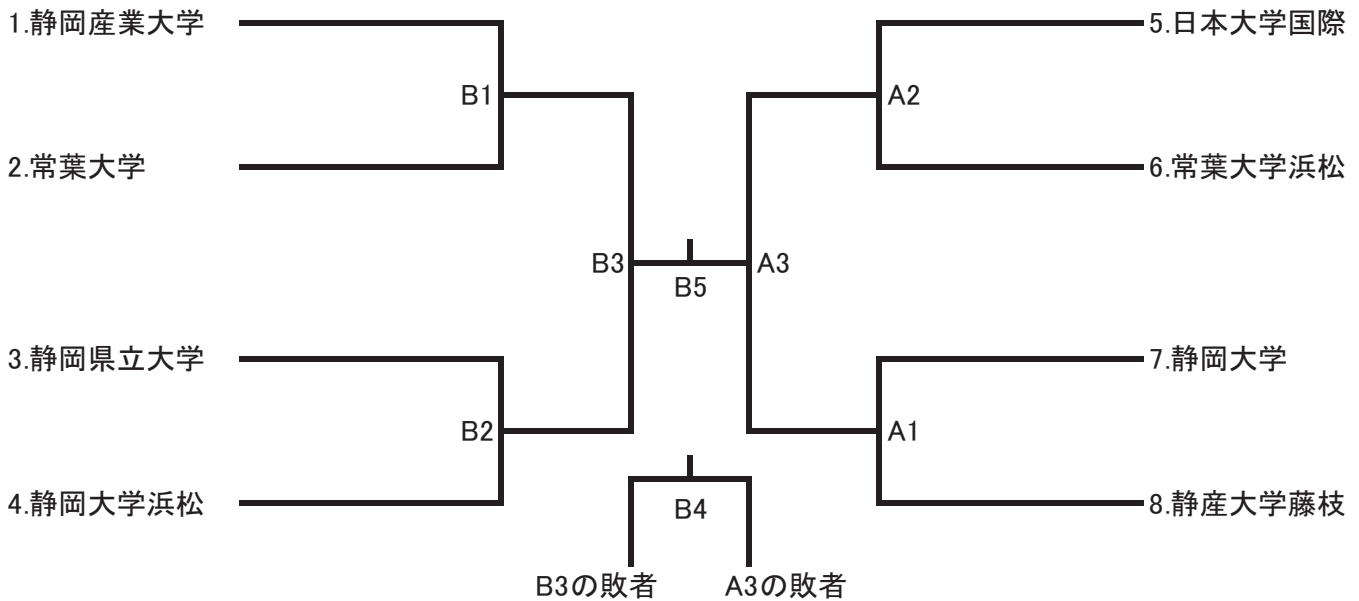 1.静岡産業大学
5.日本大学国際
B1
A2
2.常葉大学
6.常葉大学浜松
B3
A3
B5
3.静岡県立大学
7.静岡大学
B2
A1
4.静岡大学浜松
8.静産大学藤枝
B4
B3の敗者
A3の敗者